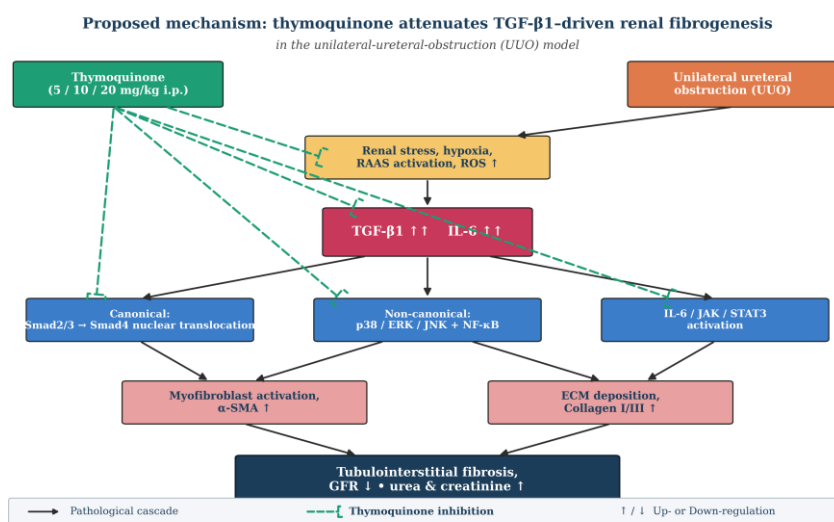 Proposed mechanism: thymoquinone attenuates TGF-β1–driven renal fibrogenesis
in the unilateral-ureteral-obstruction (UUO) model
Thymoquinone
(5 / 10 / 20 mg/kg i.p.)
Unilateral ureteral
obstruction (UUO)
Renal stress, hypoxia,
RAAS activation, ROS ↑
TGF-β1 ↑↑ IL-6 ↑↑
Canonical:
Smad2/3 → Smad4 nuclear translocation
Non-canonical:
p38 / ERK / JNK + NF-κB
IL-6 / JAK / STAT3
activation
Myofibroblast activation,
α-SMA ↑
ECM deposition,
Collagen I/III ↑
Tubulointerstitial fibrosis,
GFR ↓ • urea & creatinine ↑
Pathological cascade
Thymoquinone inhibition
↑ / ↓ Up- or Down-regulation